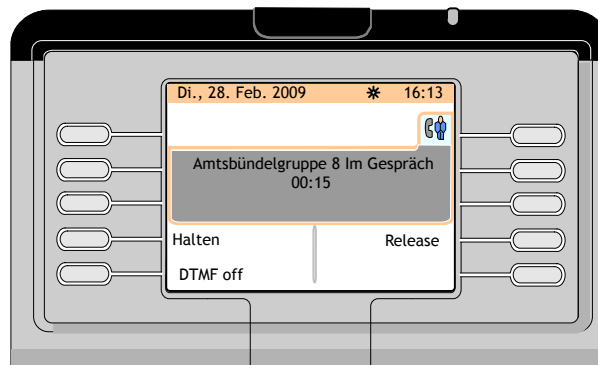 Di., 28. Feb. 2009 16:13
Amtsbündelgruppe 8 Im Gespräch
00:15
Halten Release
DTMF off